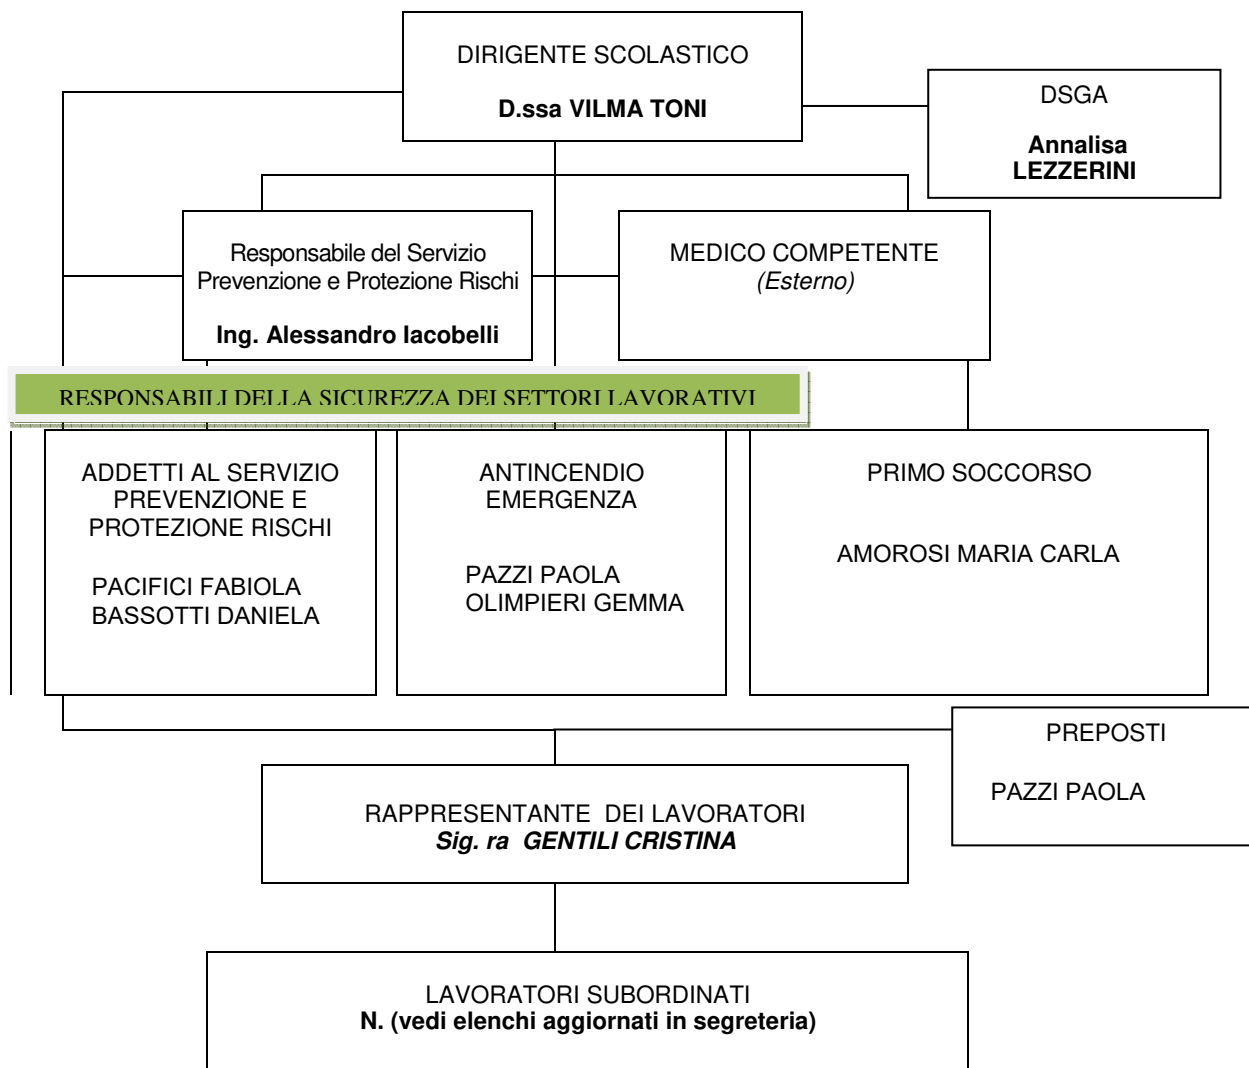 DIRIGENTE SCOLASTICO
D.ssa VILMA TONI
DSGA
Annalisa
LEZZERINI
Responsabile del Servizio
Prevenzione e Protezione Rischi
Ing. Alessandro Iacobelli
MEDICO COMPETENTE
(Esterno)
RESPONSABILI DELLA SICUREZZA DEI SETTORI LAVORATIVI
ADDETTI AL SERVIZIO
PREVENZIONE E
PROTEZIONE RISCHI
PACIFICI FABIOLA
BASSOTTI DANIELA
ANTINCENDIO
EMERGENZA
PAZZI PAOLA
OLIMPIERI GEMMA
PRIMO SOCCORSO
AMOROSI MARIA CARLA
PREPOSTI
PAZZI PAOLA
RAPPRESENTANTE DEI LAVORATORI
Sig. ra GENTILI CRISTINA
LAVORATORI SUBORDINATI
N. (vedi elenchi aggiornati in segreteria)